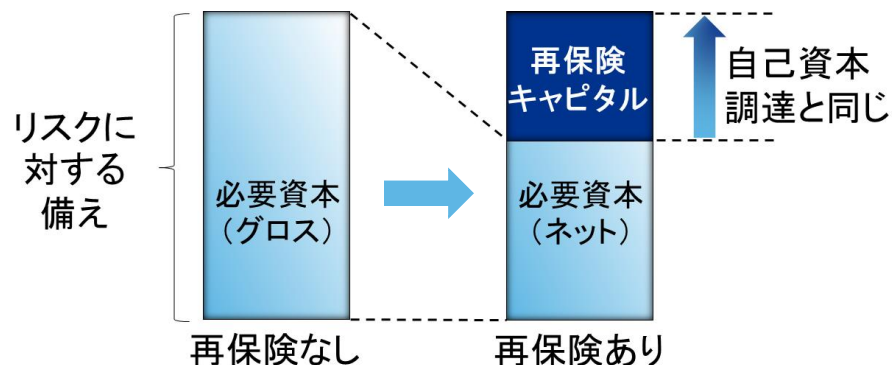 リスクに
対する
備え
必要資本
（グロス）
再保険なし
再保険
キャピタル
必要資本
（ネット）
再保険あり
自己資本
調達と同じ